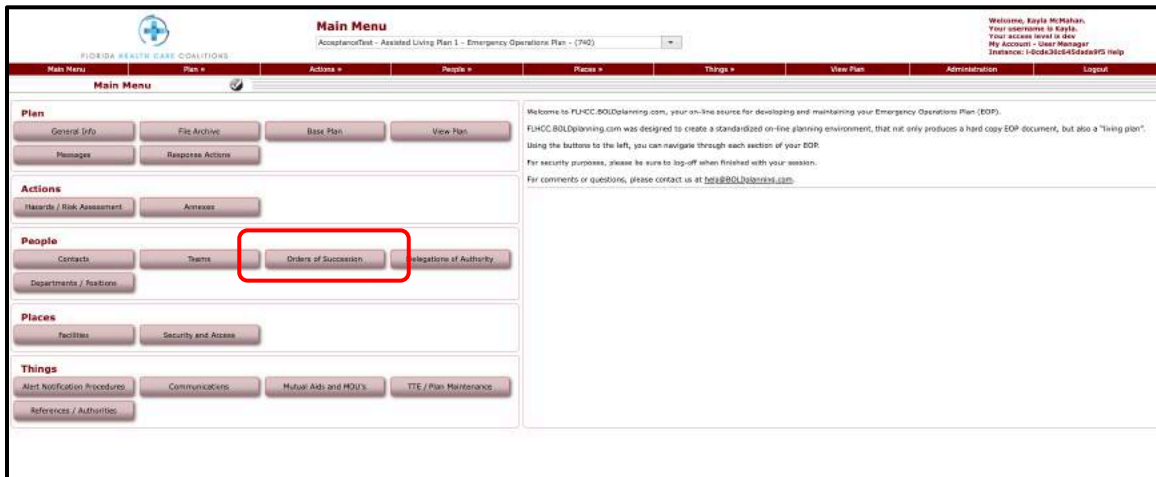 FLORIDA HEALTH CARE COALITIONS
Main Menu
AcceptanceTest - Assisted Living Plan 1 - Emergency Operations Plan - (740)
Welcome, Kayla McMahan.
Your username is Kayla.
Your access level is dev
My Account - User Manager
Instance: i-0cde36c645dada9f5 Help
Main Menu Plan » Actions » People » Places » Things » View Plan Administration Logout
Main Menu
Plan
General Info File Archive Base Plan View Plan
Messages Response Actions
Actions
Hazards / Risk Assessment Annexes
People
Contacts Teams Orders of Succession Delegations of Authority
Departments / Positions
Places
Facilities Security and Access
Things
Alert Notification Procedures Communications Mutual Aids and MOU's TTE / Plan Maintenance
References / Authorities
Welcome to FLHCC.BOLDplanning.com, your on-line source for developing and maintaining your Emergency Operations Plan (EOP).
FLHCC.BOLDplanning.com was designed to create a standardized on-line planning environment, that not only produces a hard copy EOP document, but also a "living plan".
Using the buttons to the left, you can navigate through each section of your EOP.
For security purposes, please be sure to log-off when finished with your session.
For comments or questions, please contact us at help@BOLDplanning.com.